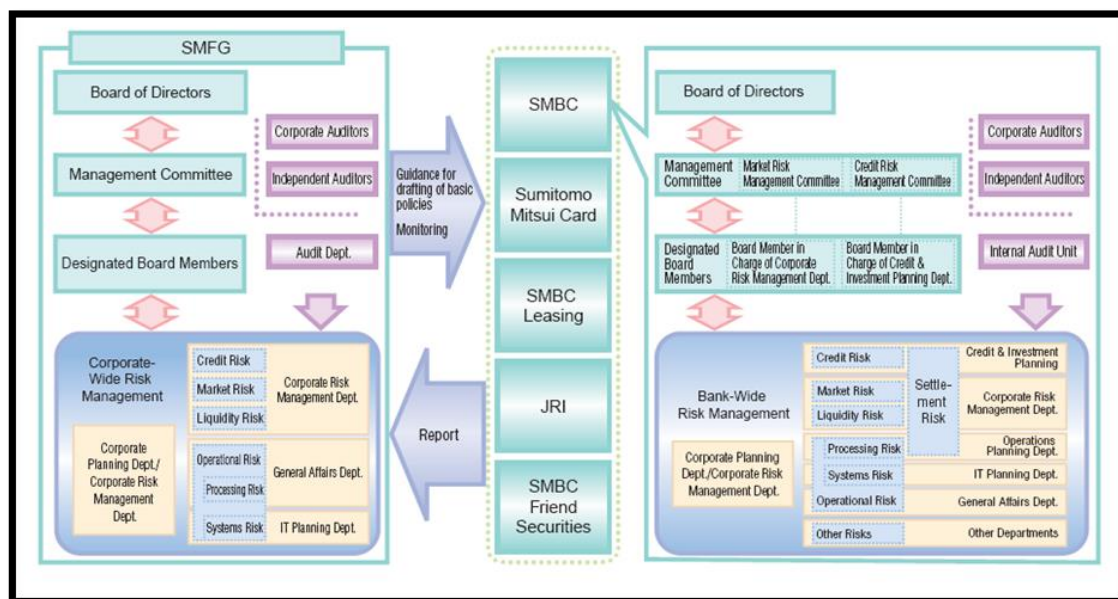 SMFG
Board of Directors
Management Committee
Designated Board Members
Corporate Auditors
Independent Auditors
Audit Dept.
Corporate-
Wide Risk
Management
Corporate
Planning Dept./
Corporate Risk
Management
Dept.
Credit Risk
Market Risk
Liquidity Risk
Corporate Risk
Management Dept.
Operational Risk
Processing Risk
General Affairs Dept.
Systems Risk
IT Planning Dept.
Guidance for
drafting of basic
policies
Monitoring
Report
SMBC
Sumitomo
Mitsui Card
SMBC
Leasing
JRI
SMBC
Friend
Securities
Board of Directors
Management
Committee
Market Risk
Management Committee
Credit Risk
Management Committee
Designated
Board
Members
Board Member in
Charge of Corporate
Risk Management Dept.
Board Member in
Charge of Credit &
Investment Planning Dept.
Corporate Auditors
Independent Auditors
Internal Audit Unit
Bank-Wide
Risk Management
Corporate Planning
Dept./Corporate Risk
Management Dept.
Credit Risk
Market Risk
Liquidity Risk
Processing Risk
Systems Risk
Operational Risk
Other Risks
Settle-
ment
Risk
Credit & Investment
Planning
Corporate Risk
Management Dept.
Operations
Planning Dept.
IT Planning Dept.
General Affairs Dept.
Other Departments